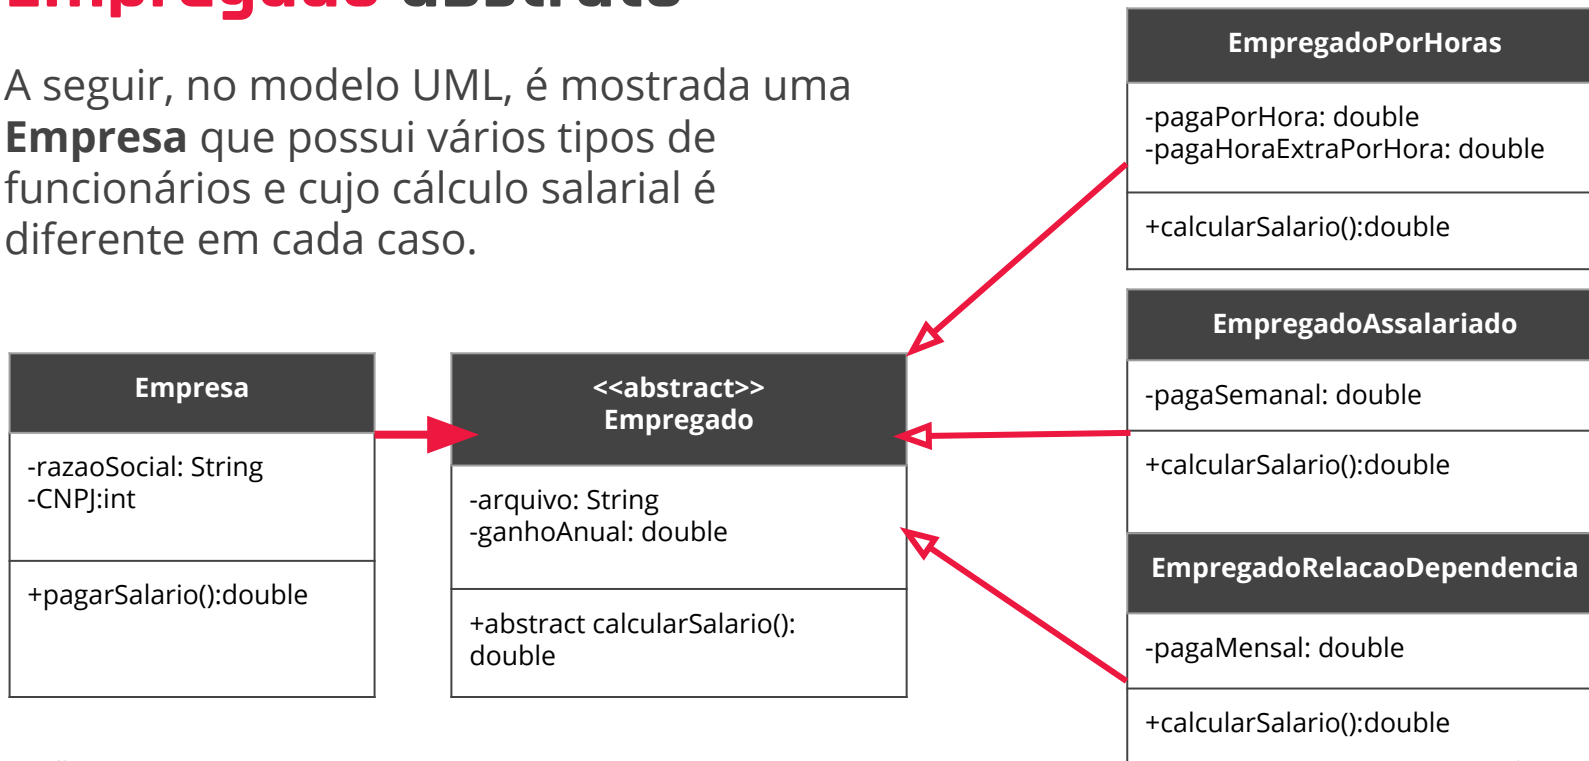 Empregado abstrato
A seguir, no modelo UML, é mostrada uma
Empresa que possui vários tipos de
funcionários e cujo cálculo salarial é
diferente em cada caso.
Empresa
-razaoSocial: String
-CNPJ:int
+pagarSalario():double
<<abstract>>
Empregado
-arquivo: String
-ganhoAnual: double
+abstract calcularSalario():
double
EmpregadoPorHoras
-pagaPorHora: double
-pagaHoraExtraPorHora: double
+calcularSalario():double
EmpregadoAssalariado
-pagaSemanal: double
+calcularSalario():double
EmpregadoRelacaoDependencia
-pagaMensal: double
+calcularSalario():double